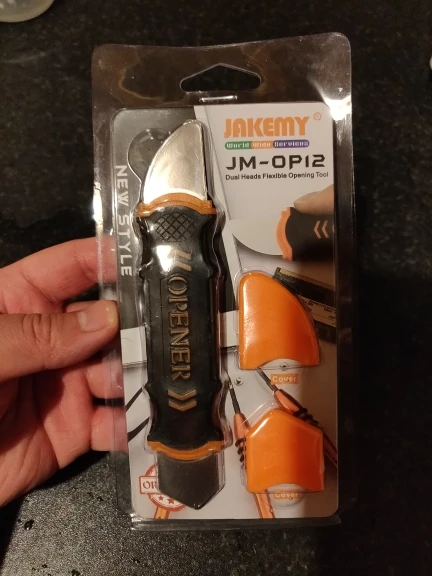 JAKEMY ®
World Wide Services
JM-OP12
Dual Heads Flexible Opening Tool
NEW STYLE
OPENER
Cover
Cover